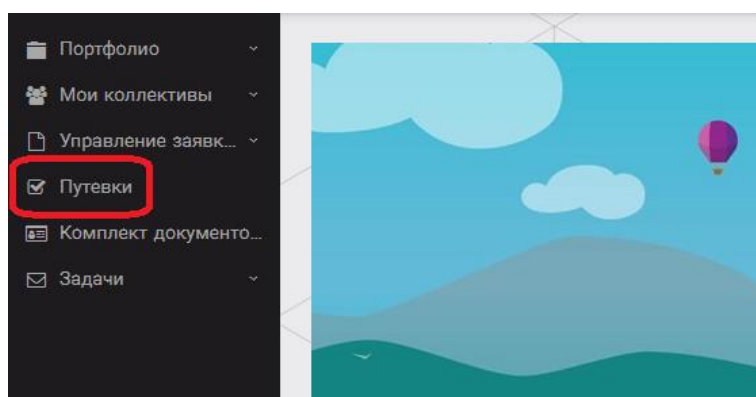 Портфолио
Мои коллективы
Управление заявк...
Путевки
Комплект документо...
Задачи